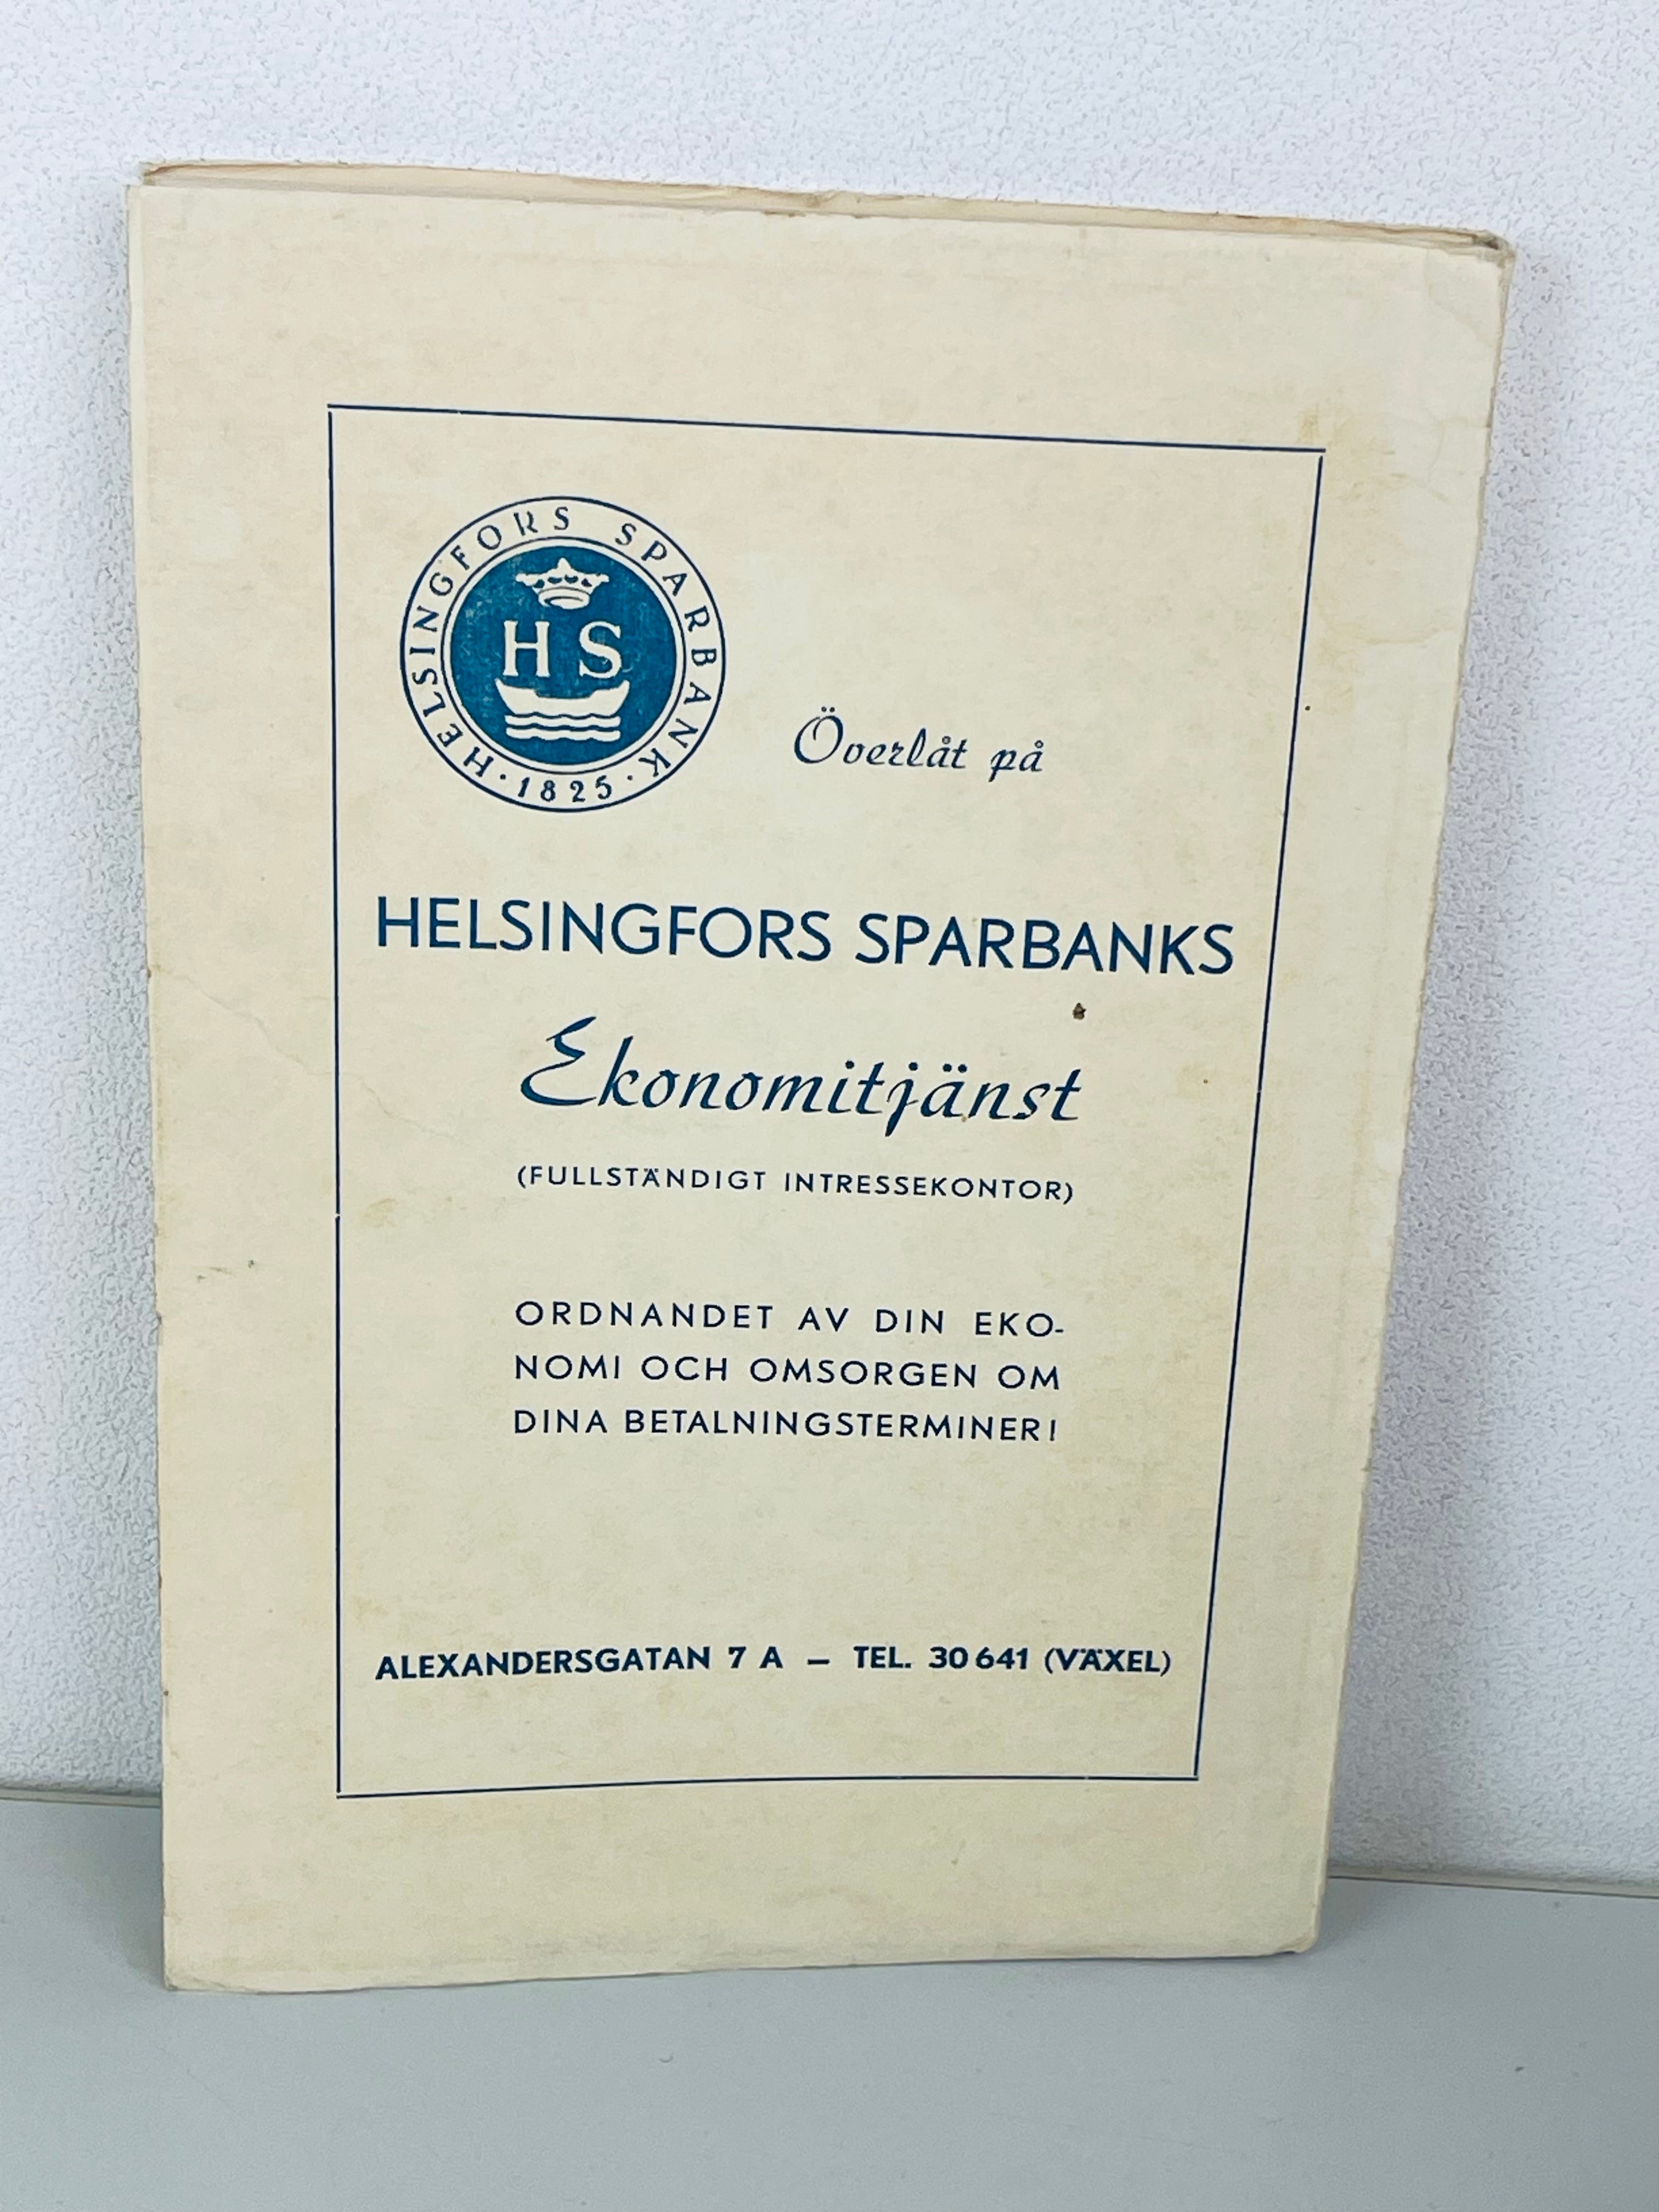 HELSINGFORS SPARBANK
· 1825 ·
HS
Överlåt på
HELSINGFORS SPARBANKS
Ekonomitjänst
(FULLSTÄNDIGT INTRESSEKONTOR)
ORDNANDET AV DIN EKO-
NOMI OCH OMSORGEN OM
DINA BETALNINGSTERMINER!
ALEXANDERSGATAN 7 A – TEL. 30 641 (VÄXEL)